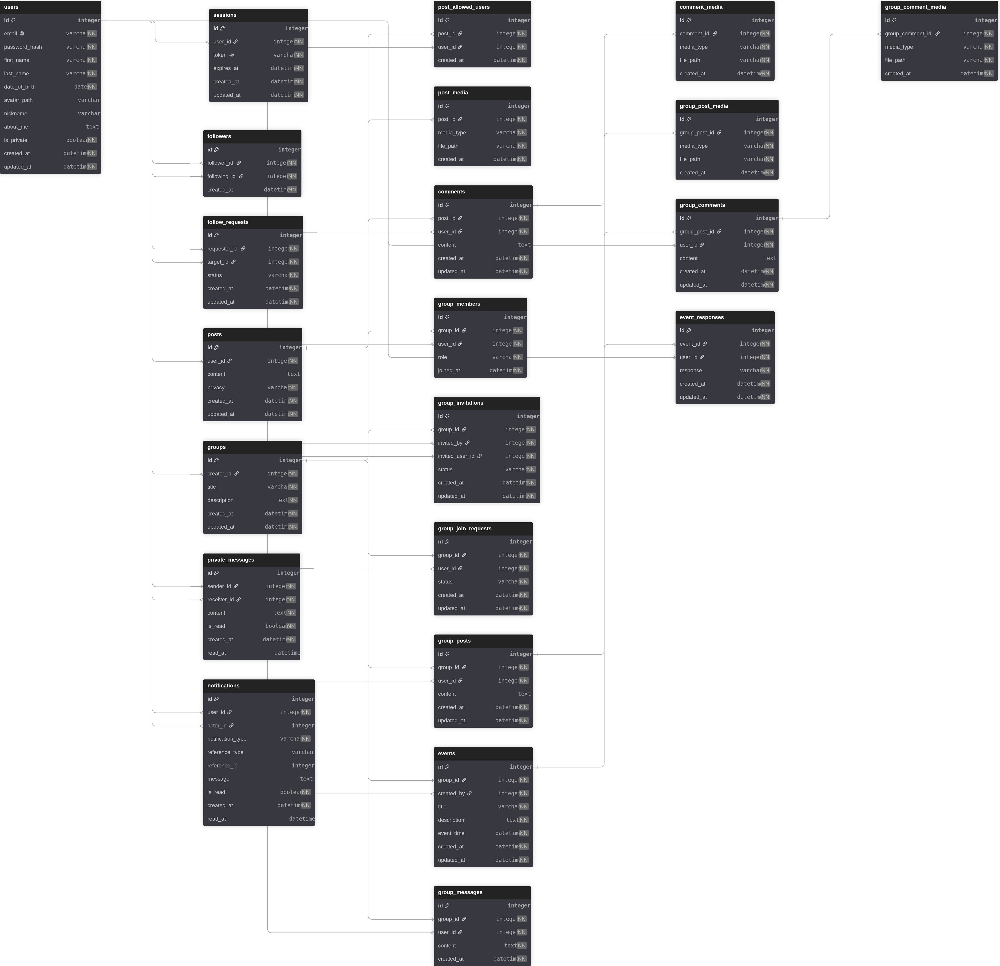 users
id integer
email varchar NN
password_hash varchar NN
first_name varchar NN
last_name varchar NN
date_of_birth date NN
avatar_path varchar
nickname varchar
about_me text
is_private boolean NN
created_at datetime NN
updated_at datetime NN
sessions
id integer
user_id integer NN
token varchar NN
expires_at datetime NN
created_at datetime NN
updated_at datetime NN
followers
id integer
follower_id integer NN
following_id integer NN
created_at datetime NN
follow_requests
id integer
requester_id integer NN
target_id integer NN
status varchar NN
created_at datetime NN
updated_at datetime NN
posts
id integer
user_id integer NN
content text
privacy varchar NN
created_at datetime NN
updated_at datetime NN
groups
id integer
creator_id integer NN
title varchar NN
description text NN
created_at datetime NN
updated_at datetime NN
private_messages
id integer
sender_id integer NN
receiver_id integer NN
content text NN
is_read boolean NN
created_at datetime NN
read_at datetime
notifications
id integer
user_id integer NN
actor_id integer
notification_type varchar NN
reference_type varchar
reference_id integer
message text
is_read boolean NN
created_at datetime NN
read_at datetime
post_allowed_users
id integer
post_id integer NN
user_id integer NN
created_at datetime NN
post_media
id integer
post_id integer NN
media_type varchar NN
file_path varchar NN
created_at datetime NN
comments
id integer
post_id integer NN
user_id integer NN
content text
created_at datetime NN
updated_at datetime NN
group_members
id integer
group_id integer NN
user_id integer NN
role varchar NN
joined_at datetime NN
group_invitations
id integer
group_id integer NN
invited_by integer NN
invited_user_id integer NN
status varchar NN
created_at datetime NN
updated_at datetime NN
group_join_requests
id integer
group_id integer NN
user_id integer NN
status varchar NN
created_at datetime NN
updated_at datetime NN
group_posts
id integer
group_id integer NN
user_id integer NN
content text
created_at datetime NN
updated_at datetime NN
events
id integer
group_id integer NN
created_by integer NN
title varchar NN
description text NN
event_time datetime NN
created_at datetime NN
updated_at datetime NN
group_messages
id integer
group_id integer NN
user_id integer NN
content text NN
created_at datetime NN
comment_media
id integer
comment_id integer NN
media_type varchar NN
file_path varchar NN
created_at datetime NN
group_post_media
id integer
group_post_id integer NN
media_type varchar NN
file_path varchar NN
created_at datetime NN
group_comments
id integer
group_post_id integer NN
user_id integer NN
content text
created_at datetime NN
updated_at datetime NN
event_responses
id integer
event_id integer NN
user_id integer NN
response varchar NN
created_at datetime NN
updated_at datetime NN
group_comment_media
id integer
group_comment_id integer NN
media_type varchar NN
file_path varchar NN
created_at datetime NN